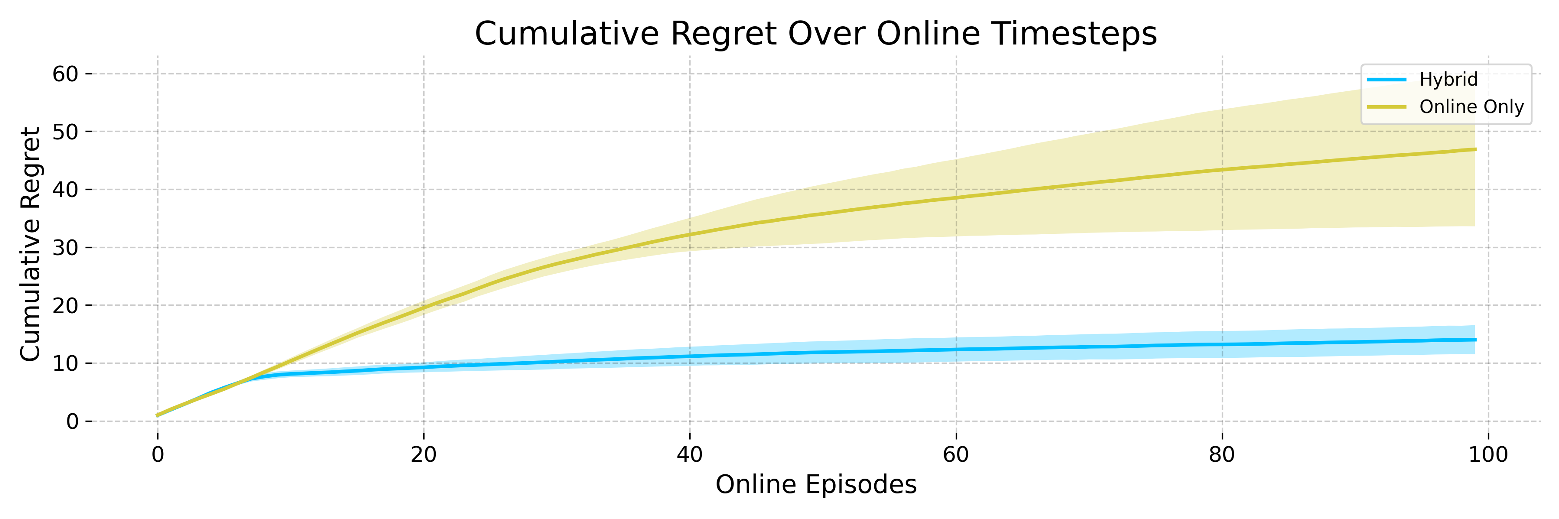 Cumulative Regret Over Online Timesteps
Hybrid
Online Only
Cumulative Regret
60
50
40
30
20
10
0
0 20 40 60 80 100
Online Episodes